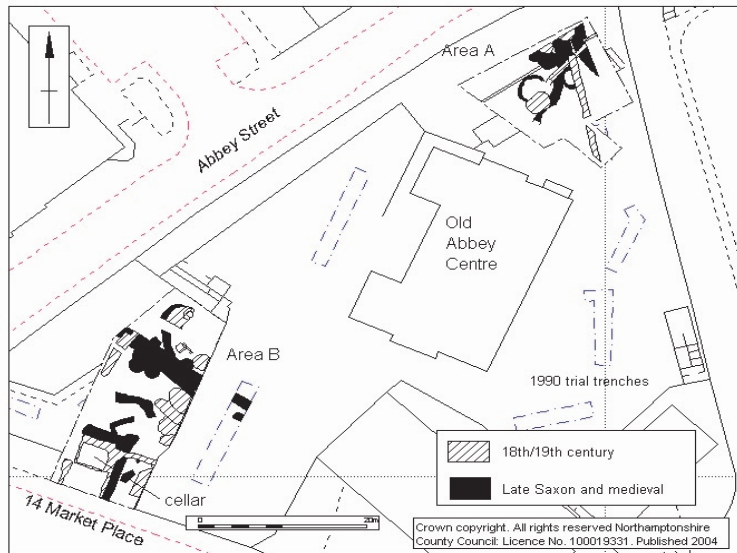 Area A
Abbey Street
Old
Abbey
Centre
Area B
1990 trial trenches
18th/19th century
Late Saxon and medieval
cellar
14 Market Place
0
20m
Crown copyright. All rights reserved Northamptonshire
County Council: Licence No. 100019331. Published 2004